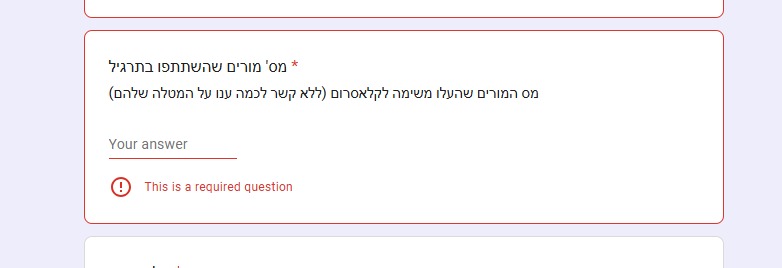 מס' מורים שהשתתפו בתרגיל *
מס המורים שהעלו משימה לקלאסרום (ללא קשר לכמה ענו על המטלה שלהם)
Your answer
This is a required question